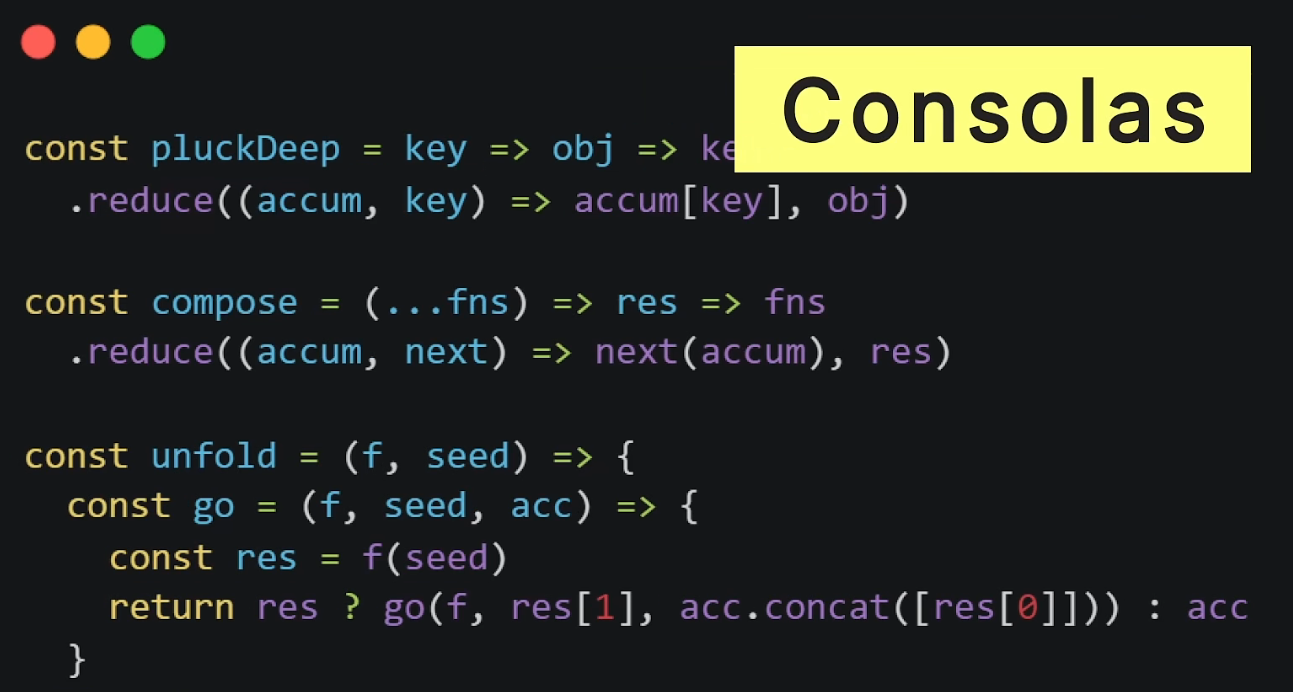 Consolas
const pluckDeep = key => obj =>
  .reduce((accum, key) => accum[key], obj)
const compose = (...fns) => res => fns
  .reduce((accum, next) => next(accum), res)
const unfold = (f, seed) => {
  const go = (f, seed, acc) => {
    const res = f(seed)
    return res ? go(f, res[1], acc.concat([res[0]])) : acc
  }